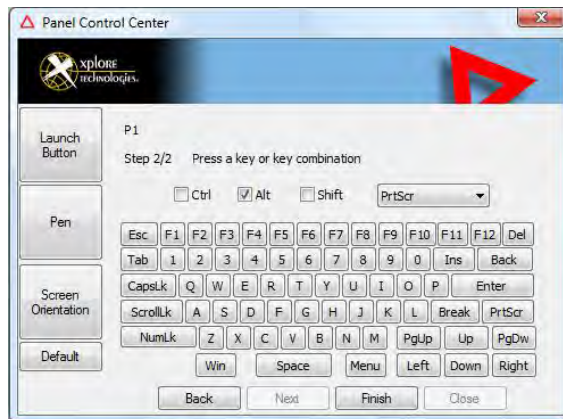 Panel Control Center
xplore
technologies.
Launch
Button
Pen
Screen
Orientation
Default
P1
Step 2/2 Press a key or key combination
Ctrl Alt Shift PrtScr
Esc F1 F2 F3 F4 F5 F6 F7 F8 F9 F10 F11 F12 Del
Tab 1 2 3 4 5 6 7 8 9 0 Ins Back
CapsLk Q W E R T Y U I O P Enter
ScrollLk A S D F G H J K L Break PrtScr
NumLk Z X C V B N M PgUp Up PgDw
Win Space Menu Left Down Right
Back Next Finish Close